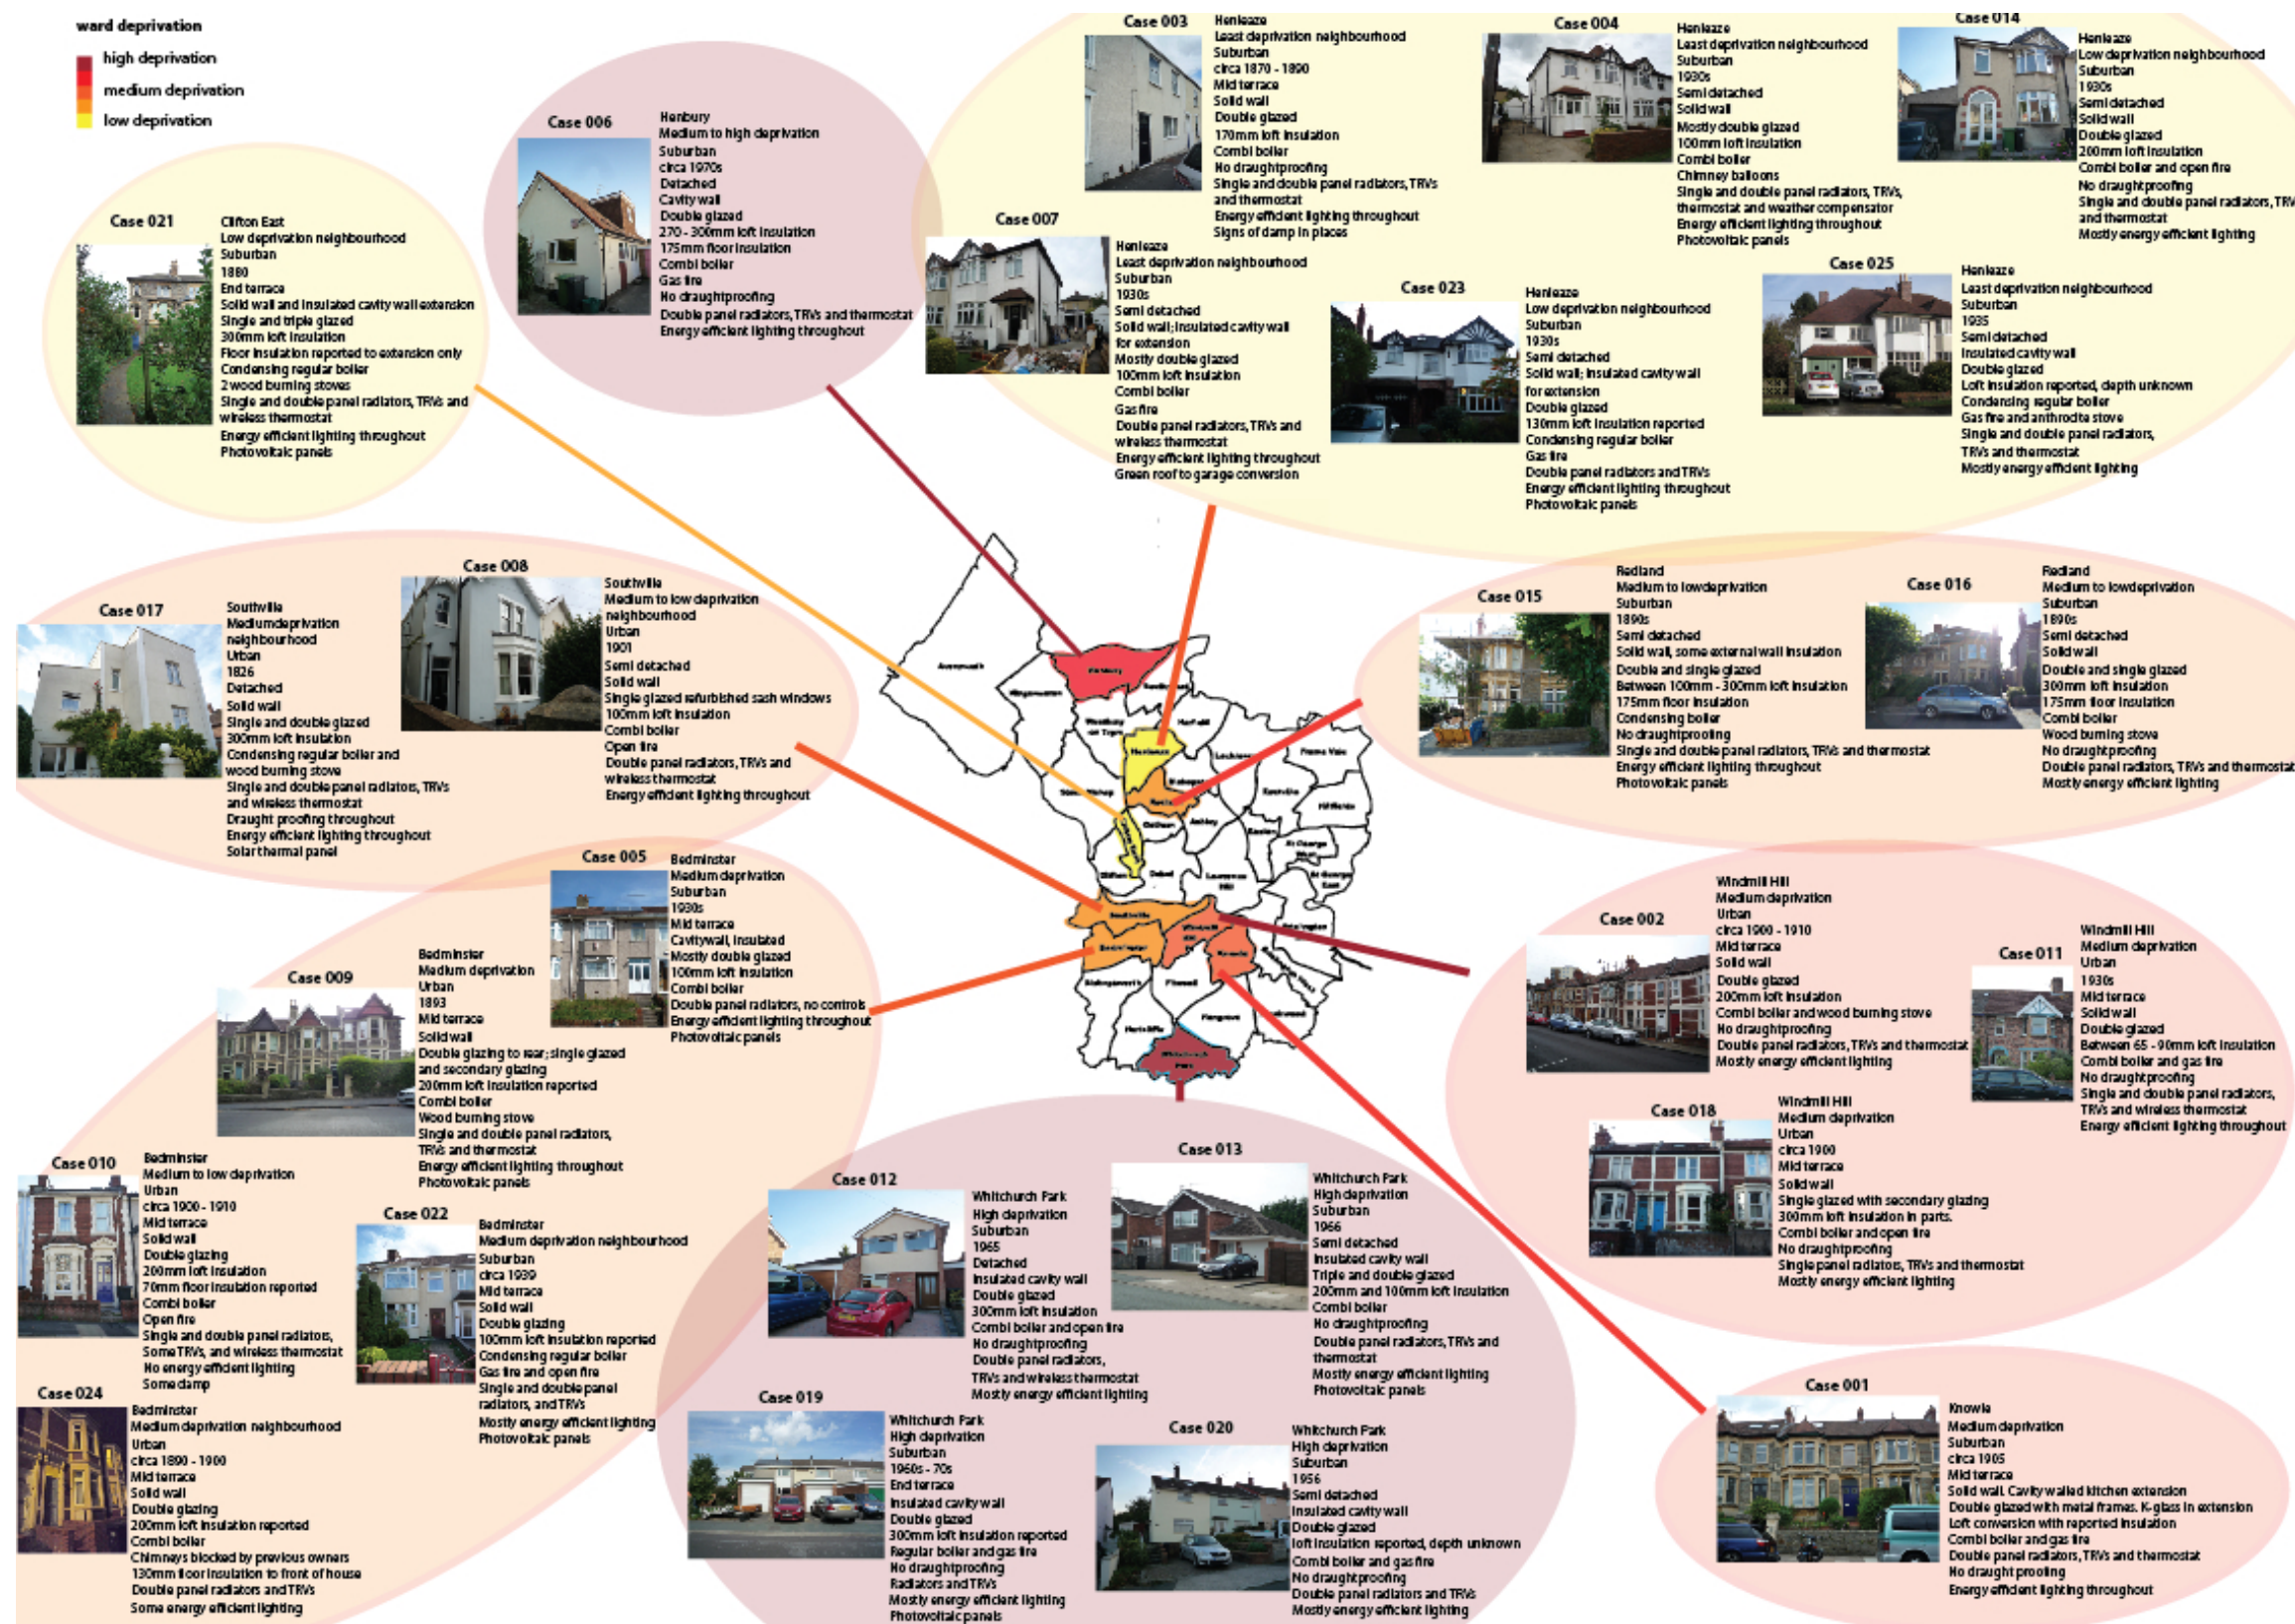 ward deprivation
high deprivation
medium deprivation
low deprivation
Case 021
Clifton East
Low deprivation neighbourhood
Suburban
1880
End terrace
Solid wall and insulated cavity wall extension
Single and triple glazed
300mm loft insulation
Floor insulation reported to extension only
Condensing regular boiler
2 wood burning stoves
Single and double panel radiators, TRVs and
wireless thermostat
Energy efficient lighting throughout
Photovoltaic panels
Case 006
Henbury
Medium to high deprivation
Suburban
circa 1970s
Detached
Cavity wall
Double glazed
270 - 300mm loft insulation
175mm floor insulation
Combi boiler
Gas fire
No draughtproofing
Double panel radiators, TRVs and thermostat
Energy efficient lighting throughout
Case 003
Henleaze
Least deprivation neighbourhood
Suburban
circa 1870 - 1890
Mid terrace
Solid wall
Double glazed
170mm loft insulation
Combi boiler
No draughtproofing
Single and double panel radiators, TRVs
and thermostat
Energy efficient lighting throughout
Signs of damp in places
Case 004
Henleaze
Least deprivation neighbourhood
Suburban
1930s
Semi detached
Solid wall
Mostly double glazed
100mm loft insulation
Combi boiler
Chimney balloons
Single and double panel radiators, TRVs,
thermostat and weather compensator
Energy efficient lighting throughout
Photovoltaic panels
Case 014
Henleaze
Low deprivation neighbourhood
Suburban
1930s
Semi detached
Solid wall
Double glazed
200mm loft insulation
Combi boiler and open fire
No draughtproofing
Single and double panel radiators, TRV
and thermostat
Mostly energy efficient lighting
Case 007
Henleaze
Least deprivation neighbourhood
Suburban
1930s
Semi detached
Solid wall; insulated cavity wall
for extension
Mostly double glazed
100mm loft insulation
Combi boiler
Gas fire
Double panel radiators, TRVs and
wireless thermostat
Energy efficient lighting throughout
Green roof to garage conversion
Case 023
Henleaze
Low deprivation neighbourhood
Suburban
1930s
Semi detached
Solid wall; insulated cavity wall
for extension
Double glazed
130mm loft insulation reported
Condensing regular boiler
Gas fire
Double panel radiators and TRVs
Energy efficient lighting throughout
Photovoltaic panels
Case 025
Henleaze
Least deprivation neighbourhood
Suburban
1935
Semi detached
Insulated cavity wall
Double glazed
Loft insulation reported, depth unknown
Condensing regular boiler
Gas fire and anthrdite stove
Single and double panel radiators,
TRVs and thermostat
Mostly energy efficient lighting
Case 017
Southville
Medium deprivation
neighbourhood
Urban
1826
Detached
Solid wall
Single and double glazed
300mm loft insulation
Condensing regular boiler and
wood burning stove
Single and double panel radiators, TRVs
and wireless thermostat
Draught proofing throughout
Energy efficient lighting throughout
Solar thermal panel
Case 008
Southville
Medium to low deprivation
neighbourhood
Urban
1901
Semi detached
Solid wall
Single glazed refurbished sash windows
100mm loft insulation
Combi boiler
Open fire
Double panel radiators, TRVs and
wireless thermostat
Energy efficient lighting throughout
Case 015
Redland
Medium to lowdeprivation
Suburban
1890s
Semi detached
Solid wall, some external wall insulation
Double and single glazed
Between 100mm - 300mm loft insulation
175mm floor insulation
Condensing boiler
No draughtproofing
Single and double panel radiators, TRVs and thermostat
Energy efficient lighting throughout
Photovoltaic panels
Case 016
Redland
Medium to lowdeprivation
Suburban
1890s
Semi detached
Solid wall
Double and single glazed
300mm loft insulation
175mm floor insulation
Combi boiler
Wood burning stove
No draughtproofing
Double panel radiators, TRVs and thermostat
Mostly energy efficient lighting
Avonmouth
Kingsweston
Henbury
Westbury
on Trym
Horfield
Henleaze
Lockleaze
Frome Vale
Eastville
Hillfields
Cotham
Ashley
Easton
St George
West
St George
East
Clifton
Cabot
Lawrence
Hill
Southville
Windmill
Bedminster
Knowle
Bishopsworth
Filwood
Hartcliffe
Hengrove
Whitchurch
Park
Case 005
Bedminster
Medium deprivation
Suburban
1930s
Mid terrace
Cavitywall, insulated
Mostly double glazed
100mm loft insulation
Combi boiler
Double panel radiators, no controls
Energy efficient lighting throughout
Photovoltaic panels
Case 009
Bedminster
Medium deprivation
Urban
1893
Mid terrace
Solid wall
Double glazing to rear; single glazed
and secondary glazing
200mm loft insulation reported
Combi boiler
Wood burning stove
Single and double panel radiators,
TRVs and thermostat
Energy efficient lighting throughout
Photovoltaic panels
Case 010
Bedminster
Medium to low deprivation
Urban
circa 1900 - 1910
Mid terrace
Solid wall
Double glazing
200mm loft insulation
70mm floor insulation reported
Combi boiler
Open fire
Single and double panel radiators,
Some TRVs, and wireless thermostat
No energy efficient lighting
Some damp
Case 022
Bedminster
Medium deprivation neighbourhood
Suburban
circa 1939
Mid terrace
Solid wall
Double glazing
100mm loft insulation reported
Condensing regular boiler
Gas fire and open fire
Single and double panel
radiators, and TRVs
Mostly energy efficient lighting
Photovoltaic panels
Case 024
Bedminster
Medium deprivation neighbourhood
Urban
circa 1890 - 1900
Mid terrace
Solid wall
Double glazing
200mm loft insulation reported
Combi boiler
Chimneys blocked by previous owners
130mm floor insulation to front of house
Double panel radiators and TRVs
Some energy efficient lighting
Case 012
Whitchurch Park
High deprivation
Suburban
1965
Detached
Insulated cavity wall
Double glazed
300mm loft insulation
Combi boiler and open fire
No draughtproofing
Double panel radiators,
TRVs and wireless thermostat
Mostly energy efficient lighting
Case 013
Whitchurch Park
High deprivation
Suburban
1966
Semi detached
Insulated cavity wall
Triple and double glazed
200mm and 100mm loft insulation
Combi boiler
No draughtproofing
Double panel radiators, TRVs and
thermostat
Mostly energy efficient lighting
Photovoltaic panels
Case 019
Whitchurch Park
High deprivation
Suburban
1960s - 70s
End terrace
Insulated cavity wall
Double glazed
300mm loft insulation reported
Regular boiler and gas fire
No draughtproofing
Radiators and TRVs
Mostly energy efficient lighting
Photovoltaic panels
Case 020
Whitchurch Park
High deprivation
Suburban
1956
Semi detached
Insulated cavity wall
Double glazed
loft insulation reported, depth unknown
Combi boiler and gas fire
No draughtproofing
Double panel radiators and TRVs
Mostly energy efficient lighting
Case 002
Windmill Hill
Medium deprivation
Urban
circa 1900 - 1910
Mid terrace
Solid wall
Double glazed
200mm loft insulation
Combi boiler and wood burning stove
No draughtproofing
Double panel radiators, TRVs and thermostat
Mostly energy efficient lighting
Case 011
Windmill Hill
Medium deprivation
Urban
1930s
Mid terrace
Solid wall
Double glazed
Between 65 - 90mm loft insulation
Combi boiler and gas fire
No draughtproofing
Single and double panel radiators,
TRVs and wireless thermostat
Energy efficient lighting throughout
Case 018
Windmill Hill
Medium deprivation
Urban
circa 1900
Mid terrace
Solid wall
Single glazed with secondary glazing
300mm loft insulation in parts.
Combi boiler and open fire
No draughtproofing
Single panel radiators, TRVs and thermostat
Mostly energy efficient lighting
Case 001
Knowle
Medium deprivation
Suburban
circa 1905
Mid terrace
Solid wall. Cavity walled kitchen extension
Double glazed with metal frames. K-glass in extension
Loft conversion with reported insulation
Combi boiler and gas fire
Double panel radiators, TRVs and thermostat
No draught proofing
Energy efficient lighting throughout